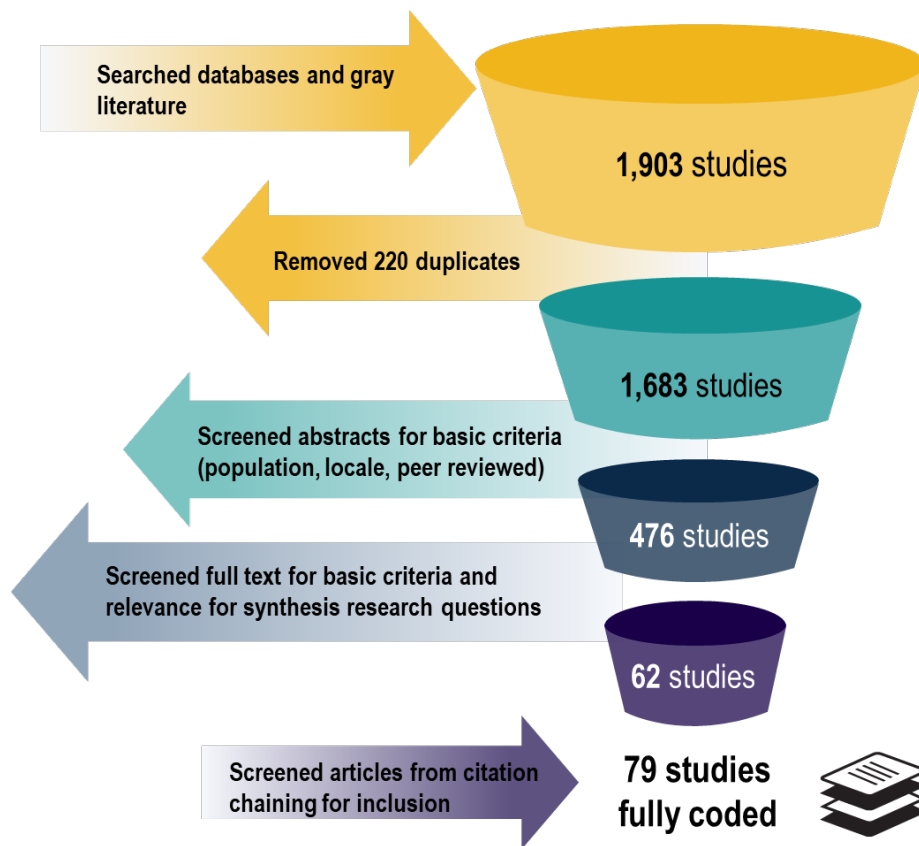 Searched databases and gray
literature
1,903 studies
Removed 220 duplicates
1,683 studies
Screened abstracts for basic criteria
(population, locale, peer reviewed)
476 studies
Screened full text for basic criteria and
relevance for synthesis research questions
62 studies
Screened articles from citation
chaining for inclusion
79 studies
fully coded